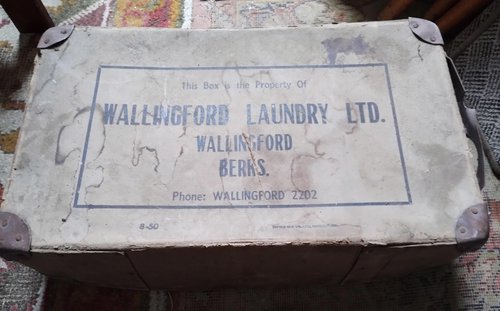 This Box is the Property Of
WALLINGFORD LAUNDRY LTD.
WALLINGFORD
BERKS.
Phone: WALLINGFORD 2202
8-50